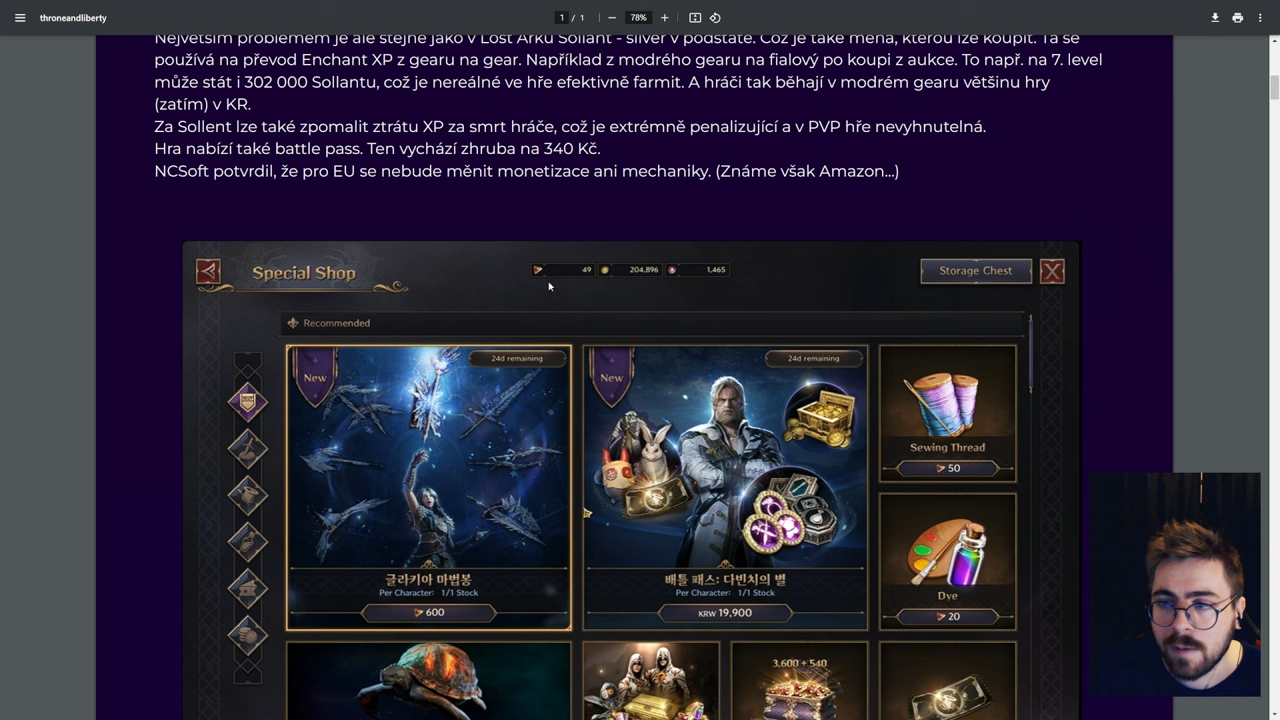 throneandliberty
1 / 1
78%
Největším problémem je ale stejně jako v Lost Arku Sollant - silver v podstatě. Což je také měna, kterou lze koupit. Ta se
používá na převod Enchant XP z gearu na gear. Například z modrého gearu na fialový po koupi z aukce. To např. na 7. level
může stát i 302 000 Sollantu, což je nereálné ve hře efektivně farmit. A hráči tak běhají v modrém gearu většinu hry
(zatím) v KR.
Za Sollent lze také zpomalit ztrátu XP za smrt hráče, což je extrémně penalizující a v PVP hře nevyhnutelná.
Hra nabízí také battle pass. Ten vychází zhruba na 340 Kč.
NCSoft potvrdil, že pro EU se nebude měnit monetizace ani mechaniky. (Známe však Amazon...)
Special Shop
49
204,896
1,465
Storage Chest
Recommended
New
24d remaining
글라키아 마법봉
Per Character: 1/1 Stock
600
New
24d remaining
배틀 패스: 다빈치의 별
Per Character: 1/1 Stock
KRW 19,900
Sewing Thread
50
Dye
20
3,600 + 540